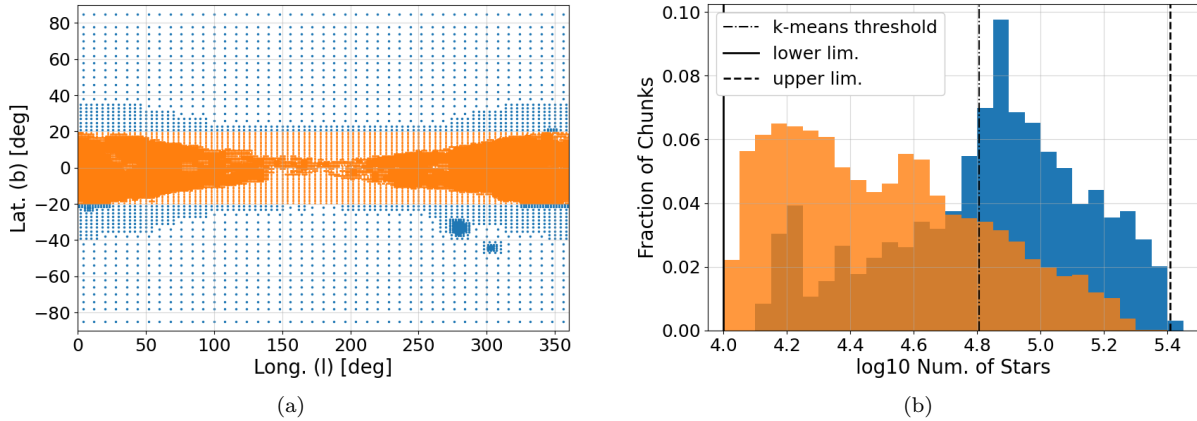 80
60
40
20
0
−20
−40
−60
−80
Lat. (b) [deg]
0 50 100 150 200 250 300 350
Long. (l) [deg]
(a)
0.10
0.08
0.06
0.04
0.02
0.00
Fraction of Chunks
k-means threshold
lower lim.
upper lim.
4.0 4.2 4.4 4.6 4.8 5.0 5.2 5.4
log10 Num. of Stars
(b)